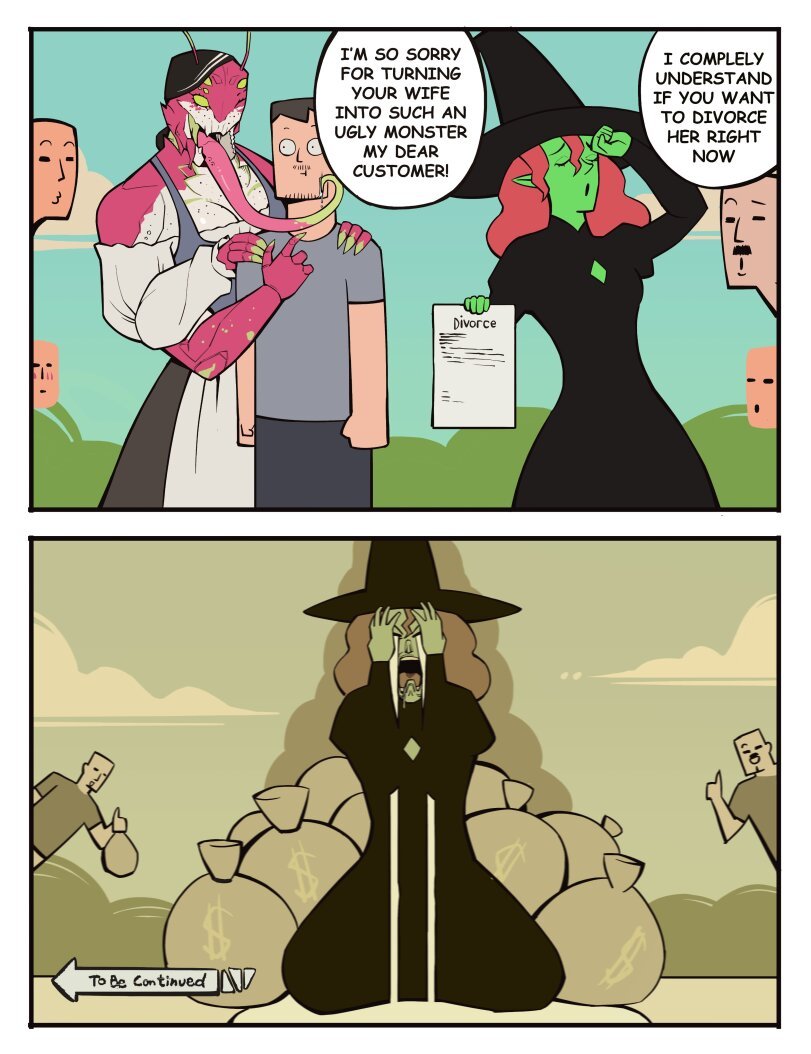 I'M SO SORRY
FOR TURNING
YOUR WIFE
INTO SUCH AN
UGLY MONSTER
MY DEAR
CUSTOMER!
I COMPLELY
UNDERSTAND
IF YOU WANT
TO DIVORCE
HER RIGHT
NOW
Divorce
$
$
$
$
To Be Continued